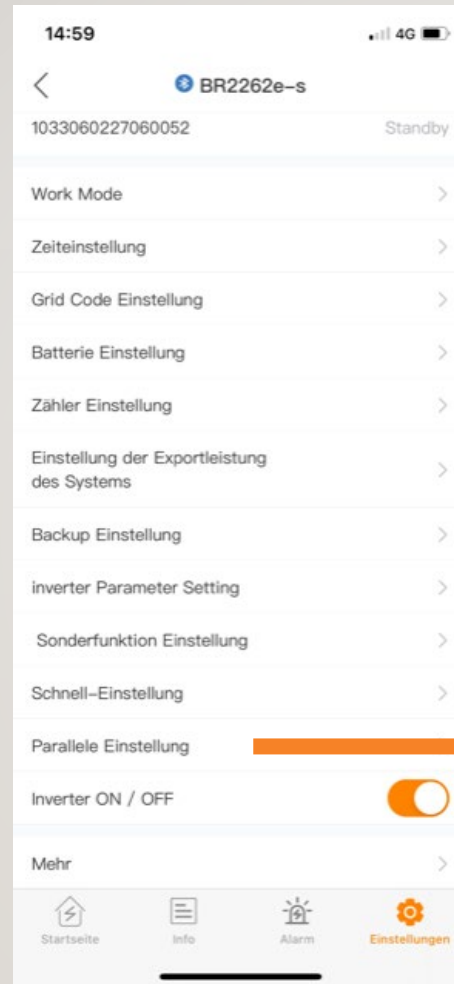 14:59
4G
BR2262e-s
1033060227060052 Standby
Work Mode
Zeiteinstellung
Grid Code Einstellung
Batterie Einstellung
Zähler Einstellung
Einstellung der Exportleistung
des Systems
Backup Einstellung
inverter Parameter Setting
Sonderfunktion Einstellung
Schnell-Einstellung
Parallele Einstellung
Inverter ON / OFF
Mehr
Startseite Info Alarm Einstellungen